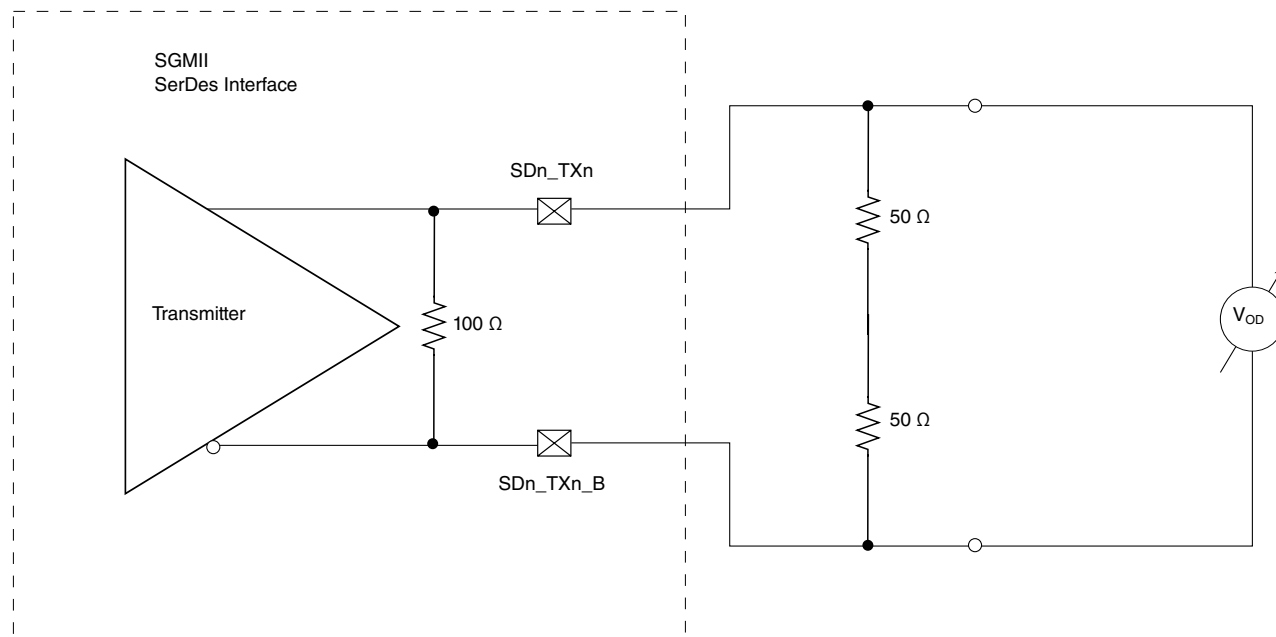 SGMII
SerDes Interface
SDn_TXn
50 Ω
Transmitter
100 Ω
VOD
50 Ω
SDn_TXn_B